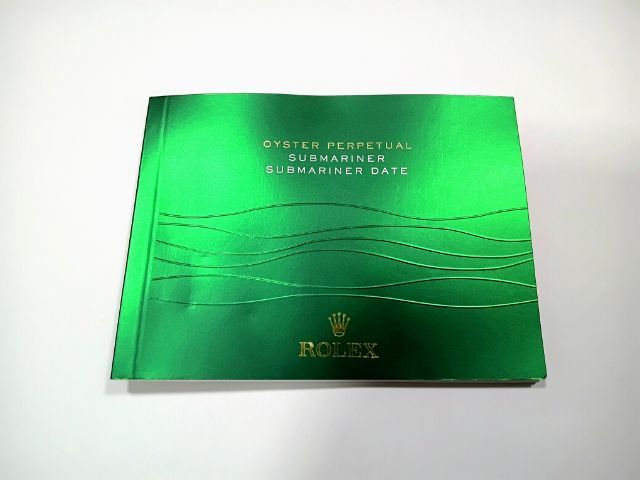 OYSTER PERPETUAL
SUBMARINER
SUBMARINER DATE
ROLEX